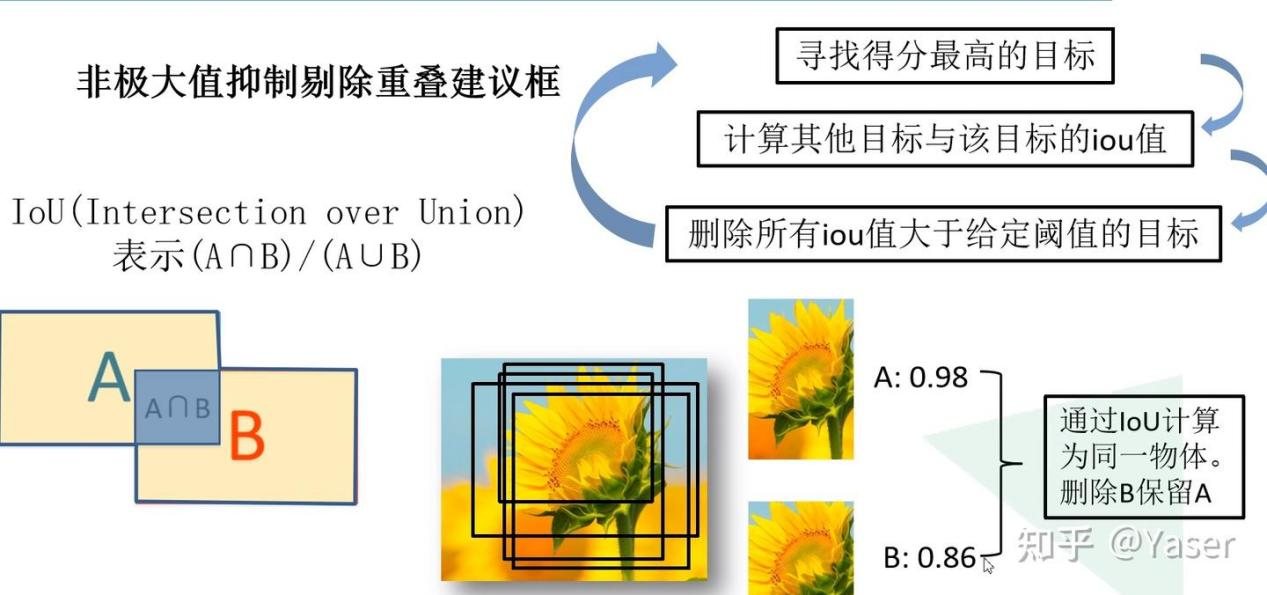 非极大值抑制剔除重叠建议框
寻找得分最高的目标
计算其他目标与该目标的iou值
删除所有iou值大于给定阈值的目标
IoU(Intersection over Union)
表示(A∩B)/(A∪B)
A
A∩B
B
A: 0.98
通过IoU计算
为同一物体。
删除B保留A
B: 0.86
知乎 @Yaser